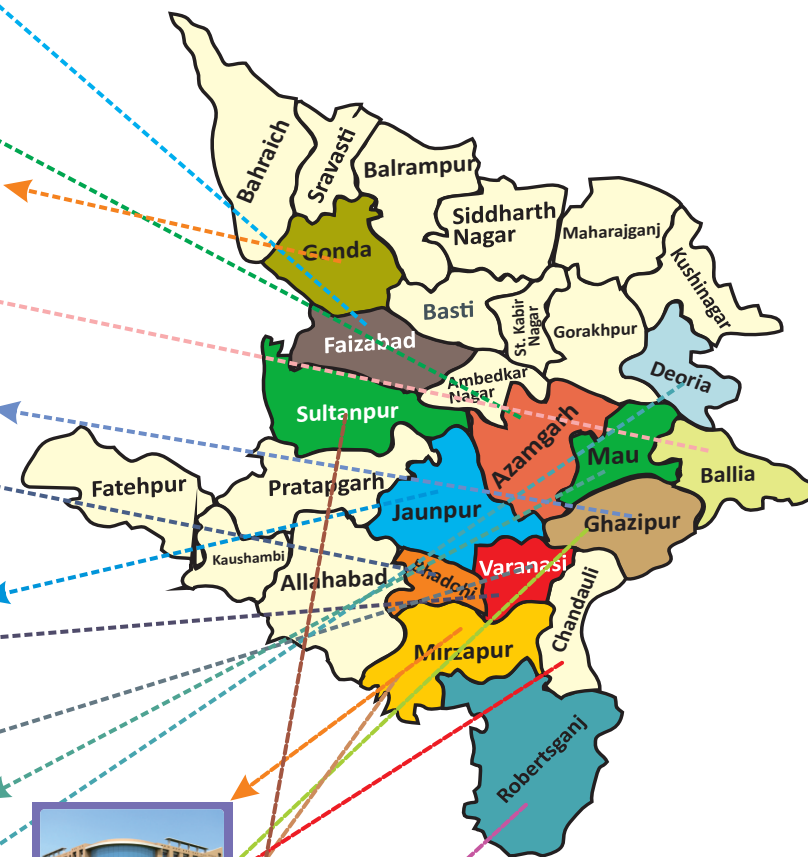 Bahraich
Sravasti
Balrampur
Siddharth
Nagar
Maharajganj
Kushinagar
Gonda
Basti
St. Kabir
Nagar
Gorakhpur
Faizabad
Ambedkar
Nagar
Deoria
Sultanpur
Azamgarh
Mau
Ballia
Fatehpur
Pratapgarh
Jaunpur
Ghazipur
Kaushambi
Allahabad
Bhadohi
Varanasi
Chandauli
Mirzapur
Robertsganj